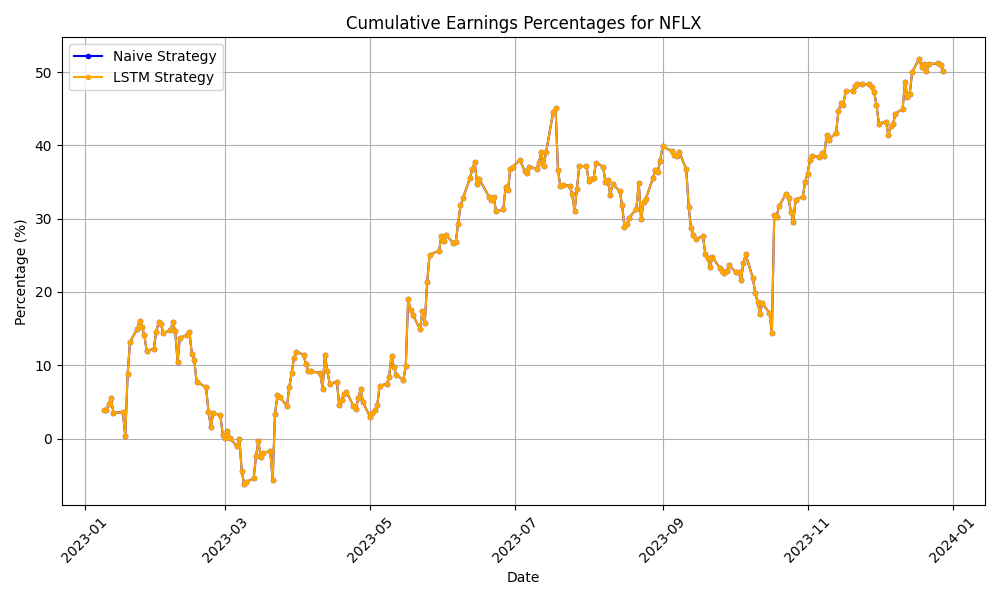 Cumulative Earnings Percentages for NFLX
Naive Strategy
LSTM Strategy
Percentage (%)
50
40
30
20
10
0
2023-01
2023-03
2023-05
2023-07
2023-09
2023-11
2024-01
Date